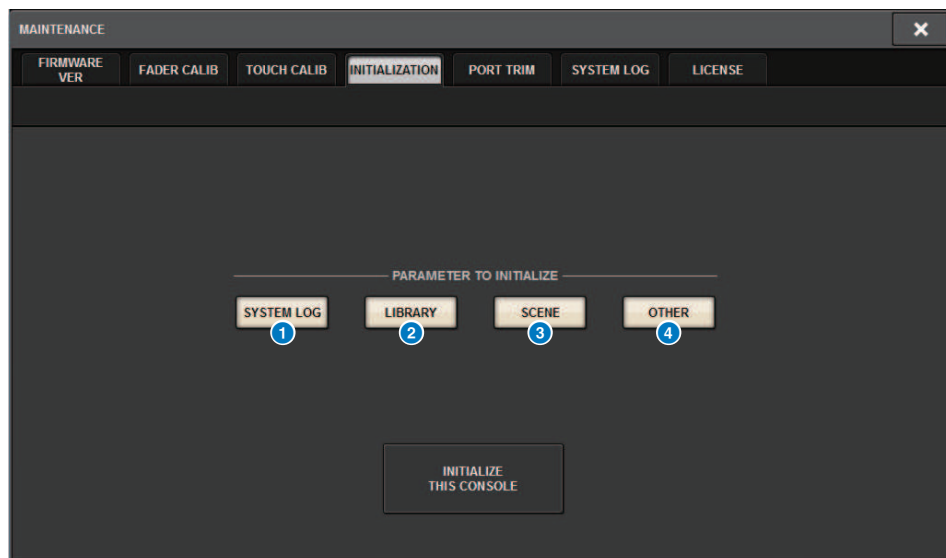 MAINTENANCE
FIRMWARE
VER
FADER CALIB
TOUCH CALIB
INITIALIZATION
PORT TRIM
SYSTEM LOG
LICENSE
PARAMETER TO INITIALIZE
SYSTEM LOG
LIBRARY
SCENE
OTHER
1
2
3
4
INITIALIZE
THIS CONSOLE